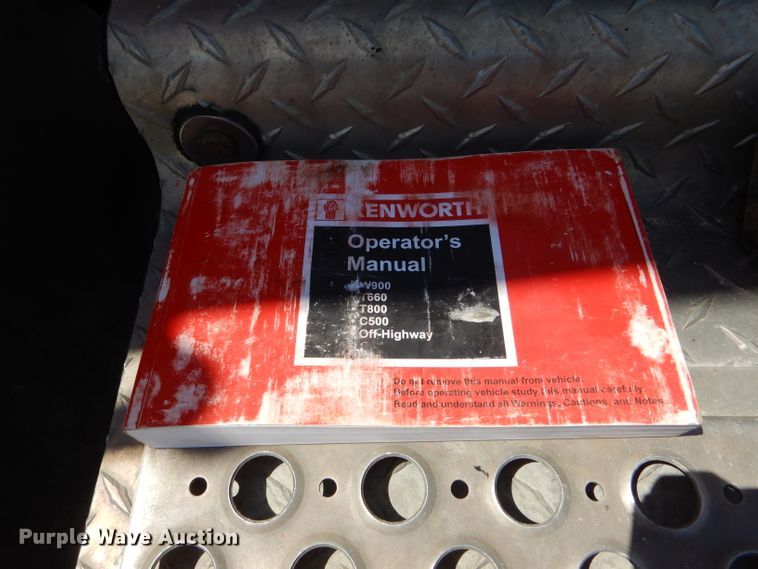 KENWORTH
Operator's
Manual
W900
T660
T800
C500
Off-Highway
Do not remove this manual from vehicle.
Before operating vehicle study this manual carefully.
Read and understand all Warnings, Cautions, and Notes.
Purple Wave Auction